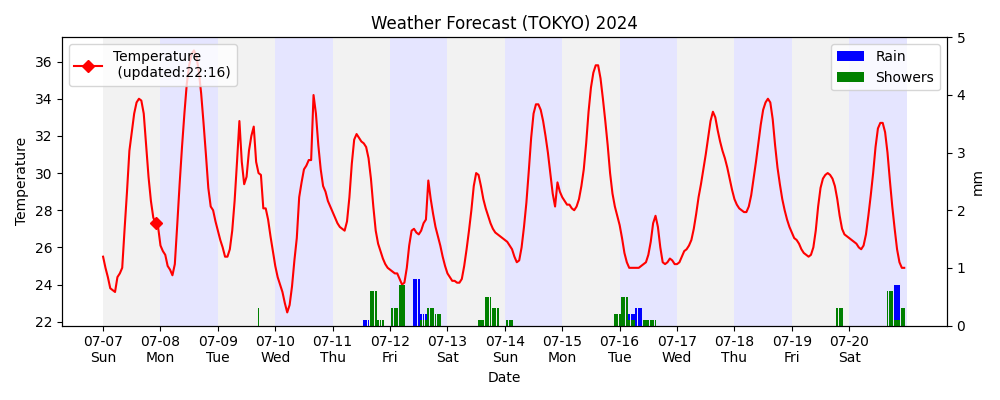 Weather Forecast (TOKYO) 2024
Temperature
(updated:22:16)
Rain
Showers
Temperature
36
34
32
30
28
26
24
22
5
4
3
2
1
0
mm
07-07 07-08 07-09 07-10 07-11 07-12 07-13 07-14 07-15 07-16 07-17 07-18 07-19 07-20
Sun Mon Tue Wed Thu Fri Sat Sun Mon Tue Wed Thu Fri Sat
Date